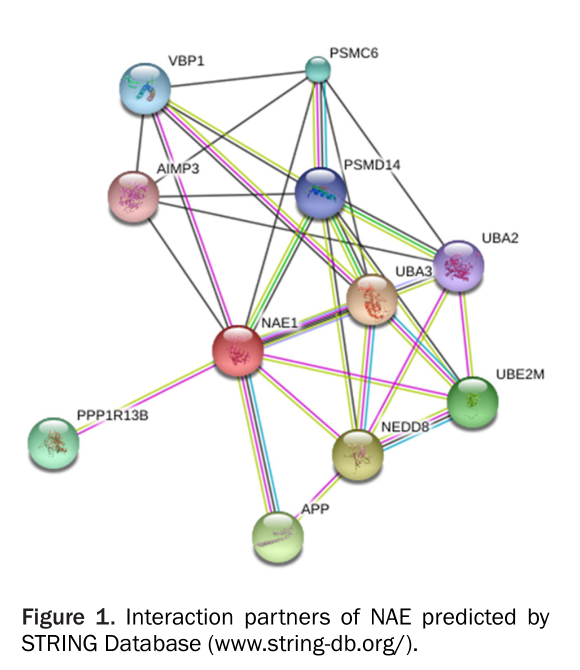 VBP1
PSMC6
AIMP3
PSMD14
UBA2
UBA3
NAE1
UBE2M
PPP1R13B
NEDD8
APP
Figure 1. Interaction partners of NAE predicted by
STRING Database (www.string-db.org/).